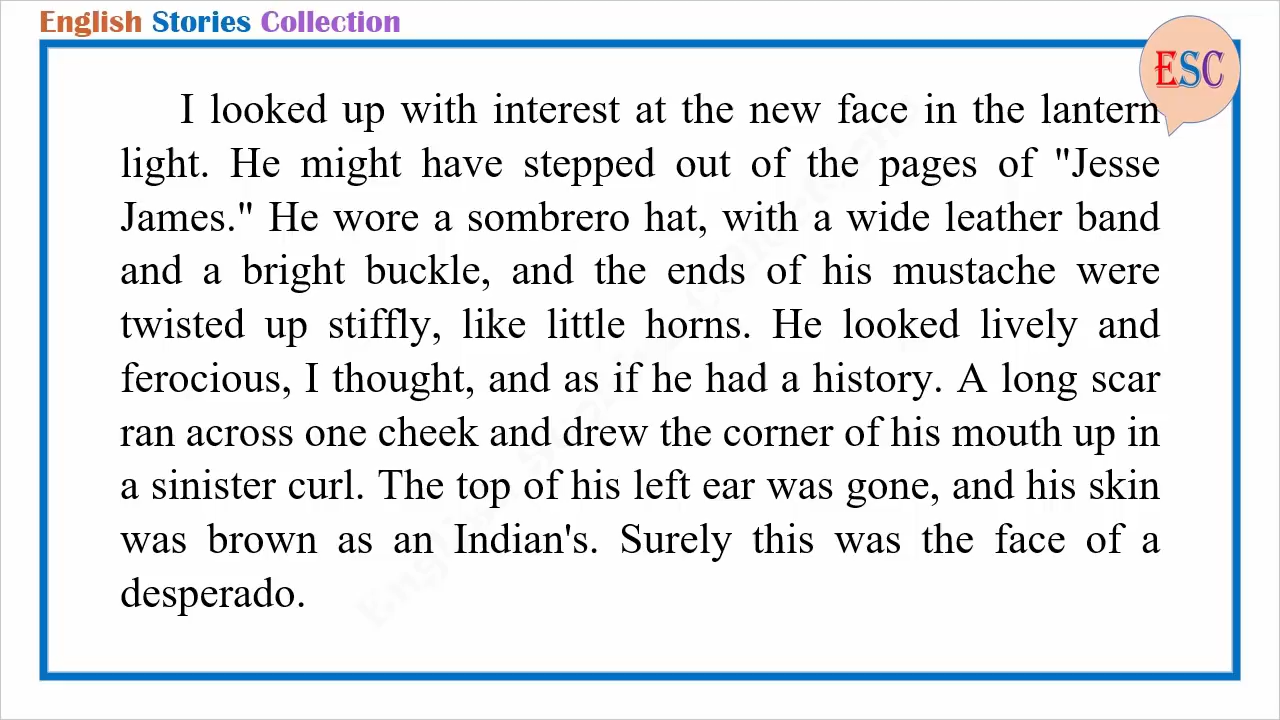 English Stories Collection
ESC
I looked up with interest at the new face in the lantern
light. He might have stepped out of the pages of "Jesse
James." He wore a sombrero hat, with a wide leather band
and a bright buckle, and the ends of his mustache were
twisted up stiffly, like little horns. He looked lively and
ferocious, I thought, and as if he had a history. A long scar
ran across one cheek and drew the corner of his mouth up in
a sinister curl. The top of his left ear was gone, and his skin
was brown as an Indian's. Surely this was the face of a
desperado.
English Stories Collection